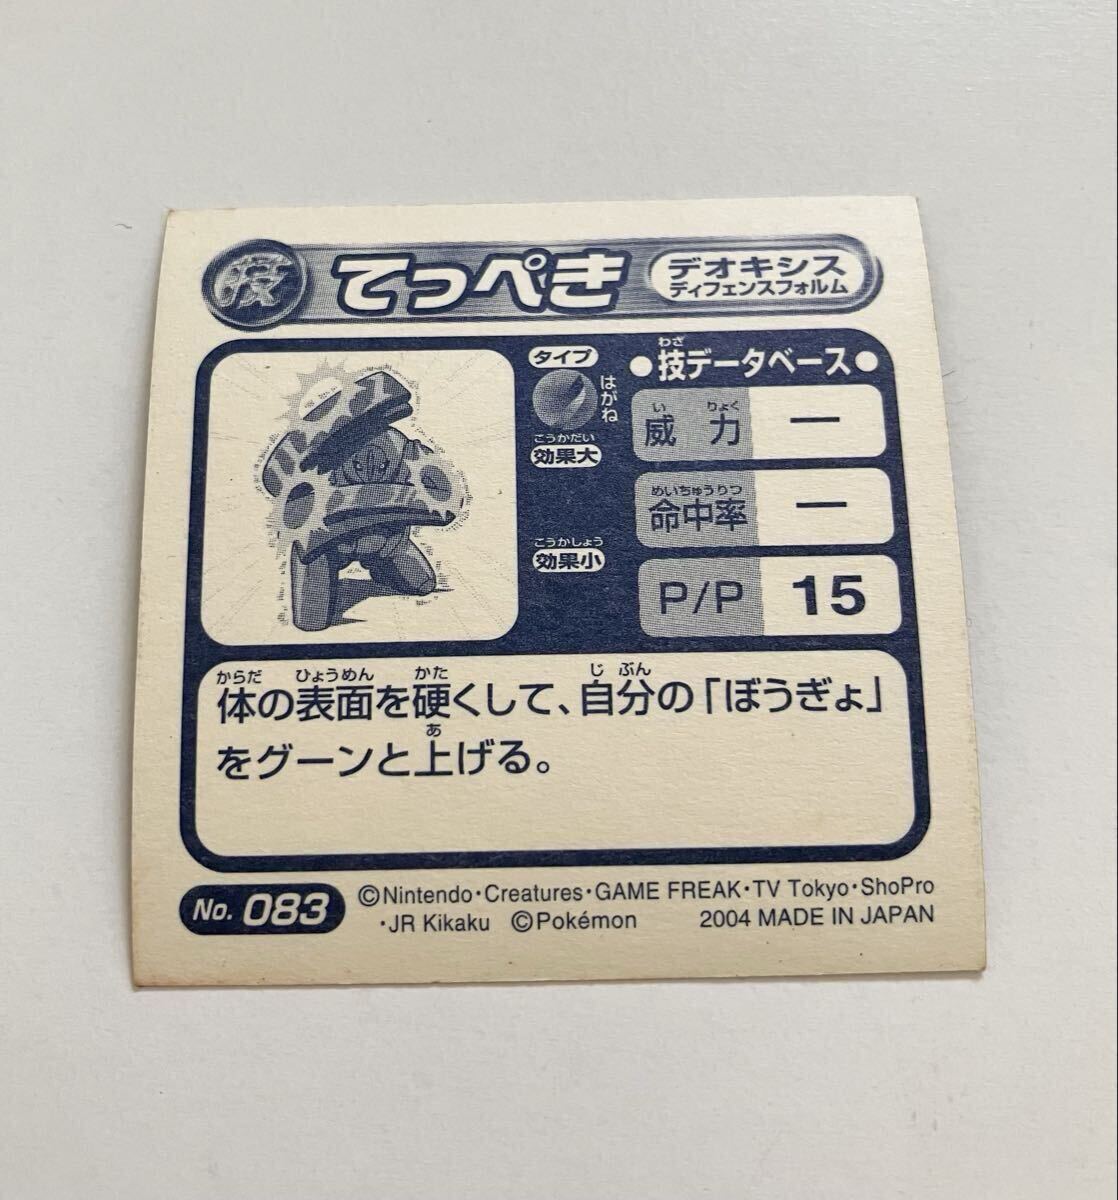 技 てっぺき デオキシス
ディフェンスフォルム
タイプ
はがね
こうかだい
効果大
こうかしょう
効果小
わざ
●技データベース●
いりょく
威力 ー
めいちゅうりつ
命中率 ー
P/P 15
からだ ひょうめん かた じぶん
体の表面を硬くして、自分の「ぼうぎょ」
あ
をグーンと上げる。
No. 083
©Nintendo・Creatures・GAME FREAK・TV Tokyo・ShoPro
・JR Kikaku ©Pokémon 2004 MADE IN JAPAN